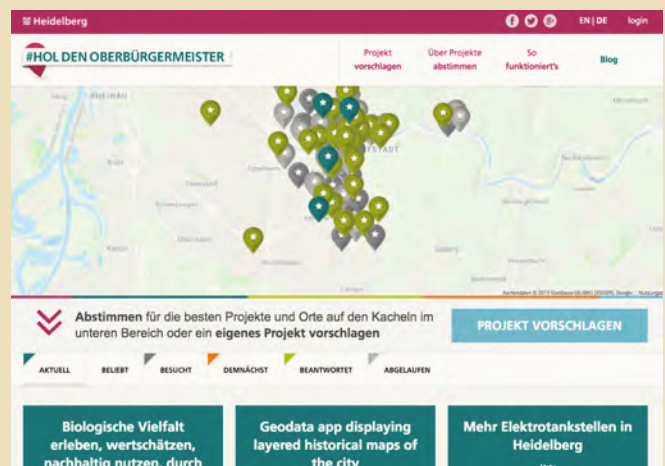 Heidelberg
EN | DE
login
#HOL DEN OBERBÜRGERMEISTER
Projekt
vorschlagen
Über Projekte
abstimmen
So
funktioniert's
Blog
RHEINAU
Abstimmen für die besten Projekte und Orte auf den Kacheln im
unteren Bereich oder ein eigenes Projekt vorschlagen
PROJEKT VORSCHLAGEN
AKTUELL
BELIEBT
BESUCHT
DEMNÄCHST
BEANTWORTET
ABGELAUFEN
Biologische Vielfalt
erleben, wertschätzen,
nachhaltig nutzen, durch
Geodata app displaying
layered historical maps of
the city
Mehr Elektrotankstellen in
Heidelberg